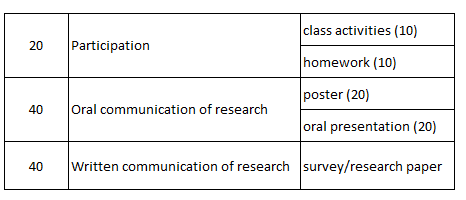 20 Participation class activities (10)
homework (10)
40 Oral communication of research poster (20)
oral presentation (20)
40 Written communication of research survey/research paper